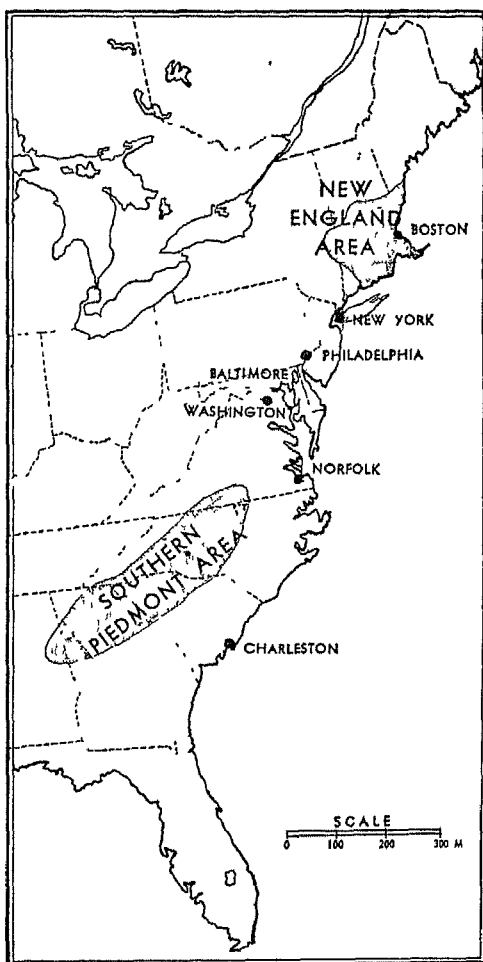 NEW
ENGLAND
AREA
BOSTON
NEW YORK
PHILADELPHIA
BALTIMORE
WASHINGTON
NORFOLK
SOUTHERN
PIEDMONT AREA
CHARLESTON
SCALE
0 100 200 300 M